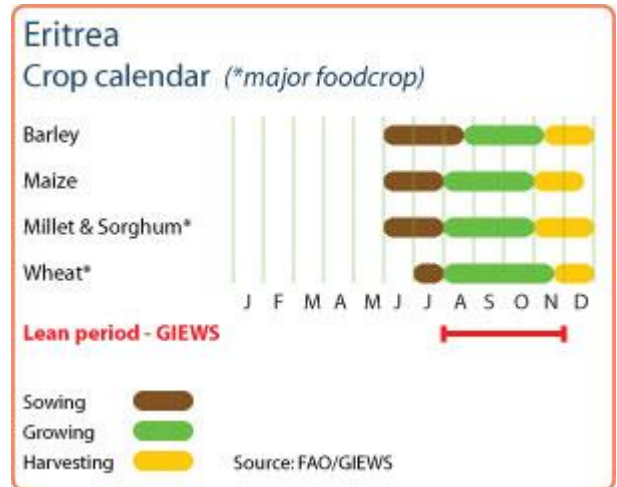 Eritrea
Crop calendar (*major foodcrop)
Barley
Maize
Millet & Sorghum*
Wheat*
J F M A M J J A S O N D
Lean period - GIEWS
Sowing
Growing
Harvesting Source: FAO/GIEWS